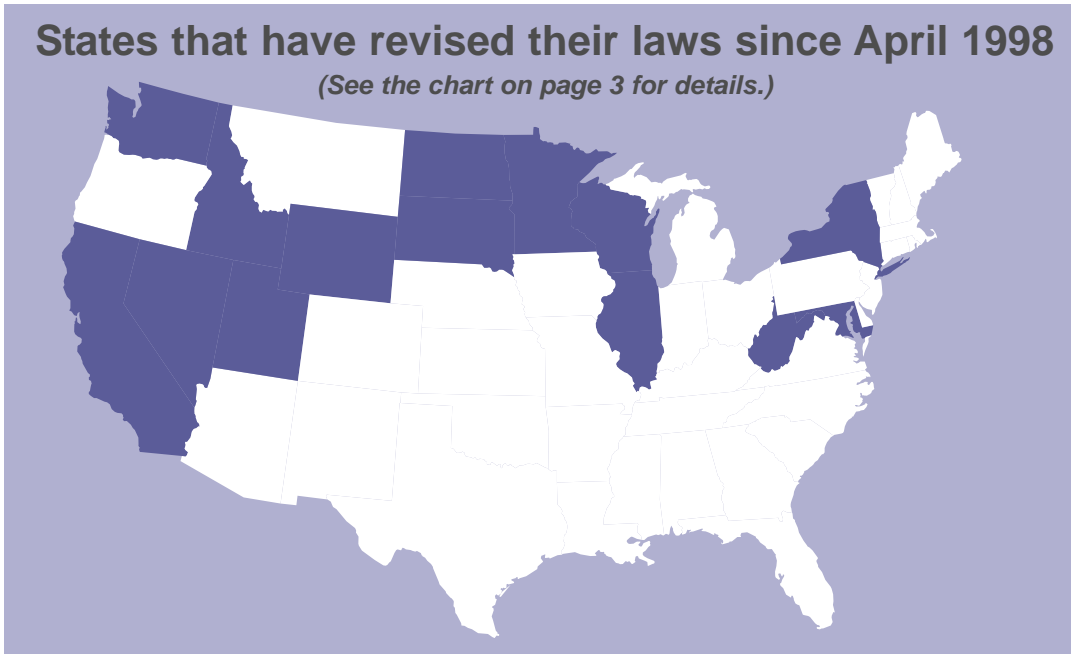 States that have revised their laws since April 1998
(See the chart on page 3 for details.)